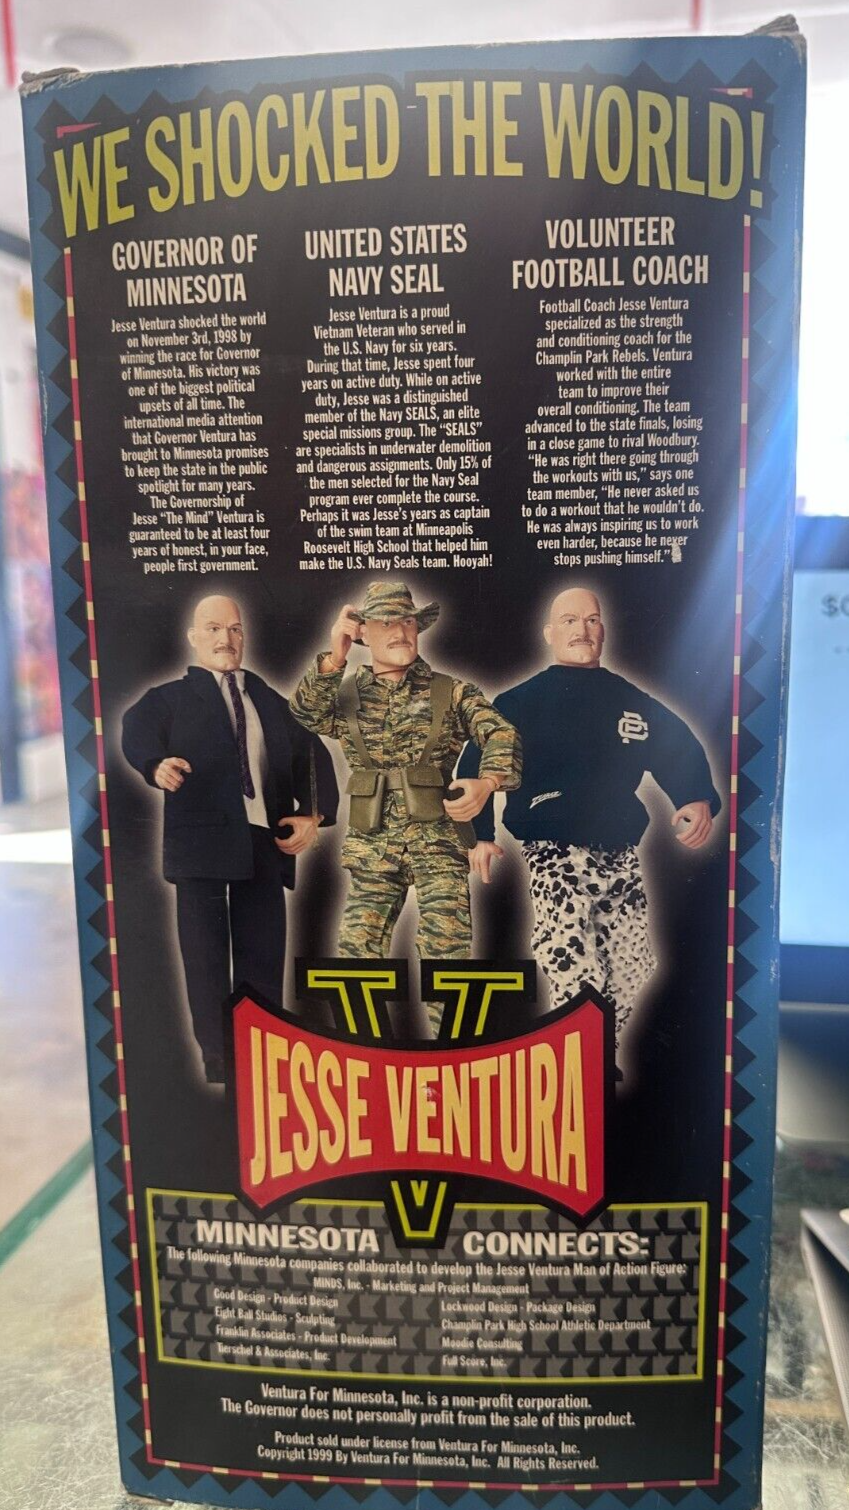 WE SHOCKED THE WORLD!
GOVERNOR OF
MINNESOTA
Jesse Ventura shocked the world
on November 3rd, 1998 by
winning the race for Governor
of Minnesota. His victory was
one of the biggest political
upsets of all time. The
international media attention
that Governor Ventura has
brought to Minnesota promises
to keep the state in the public
spotlight for many years.
The Governorship of
Jesse "The Mind" Ventura is
guaranteed to be at least four
years of honest, in your face,
people first government.
UNITED STATES
NAVY SEAL
Jesse Ventura is a proud
Vietnam Veteran who served in
the U.S. Navy for six years.
During that time, Jesse spent four
years on active duty. While on active
duty, Jesse was a distinguished
member of the Navy SEALS, an elite
special missions group. The "SEALS"
are specialists in underwater demolition
and dangerous assignments. Only 15% of
the men selected for the Navy Seal
program ever complete the course.
Perhaps it was Jesse's years as captain
of the swim team at Minneapolis
Roosevelt High School that helped him
make the U.S. Navy Seals team. Hooyah!
VOLUNTEER
FOOTBALL COACH
Football Coach Jesse Ventura
specialized as the strength
and conditioning coach for the
Champlin Park Rebels. Ventura
worked with the entire
team to improve their
overall conditioning. The team
advanced to the state finals, losing
in a close game to rival Woodbury.
"He was right there going through
the workouts with us," says one
team member, "He never asked us
to do a workout that he wouldn't do.
He was always inspiring us to work
even harder, because he never
stops pushing himself."
JESSE VENTURA
V
MINNESOTA CONNECTS:
The following Minnesota companies collaborated to develop the Jesse Ventura Man of Action Figure:
MINDS, Inc. - Marketing and Project Management
Good Design - Product Design
Eight Ball Studios - Sculpting
Franklin Associates - Product Development
Tierschel & Associates, Inc.
Lockwood Design - Package Design
Champlin Park High School Athletic Department
Moodie Consulting
Full Score, Inc.
Ventura For Minnesota, Inc. is a non-profit corporation.
The Governor does not personally profit from the sale of this product.
Product sold under license from Ventura For Minnesota, Inc.
Copyright 1999 By Ventura For Minnesota, Inc. All Rights Reserved.